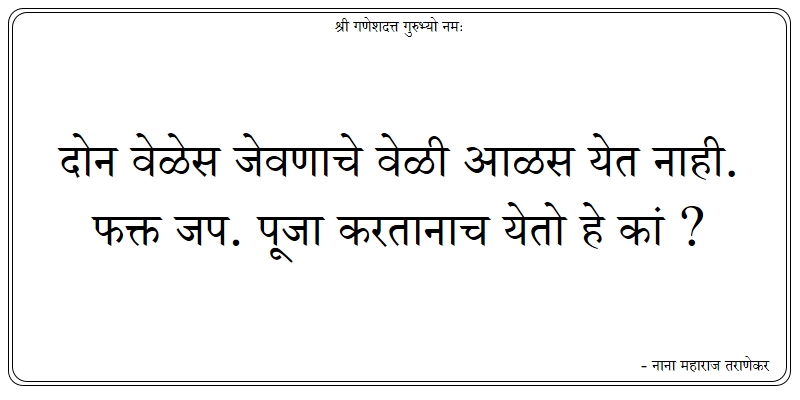 श्री गणेशदत्त गुरुभ्यो नमः
दोन वेळेस जेवणाचे वेळी आळस येत नाही.
फक्त जप. पूजा करतानाच येतो हे कां ?
- नाना महाराज तराणेकर